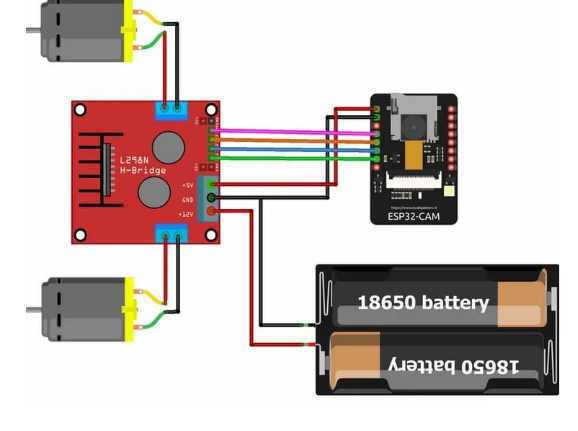 L298N
H-Bridge
+5V
GND
+12V
ESP32-CAM
18650 battery
18650 battery